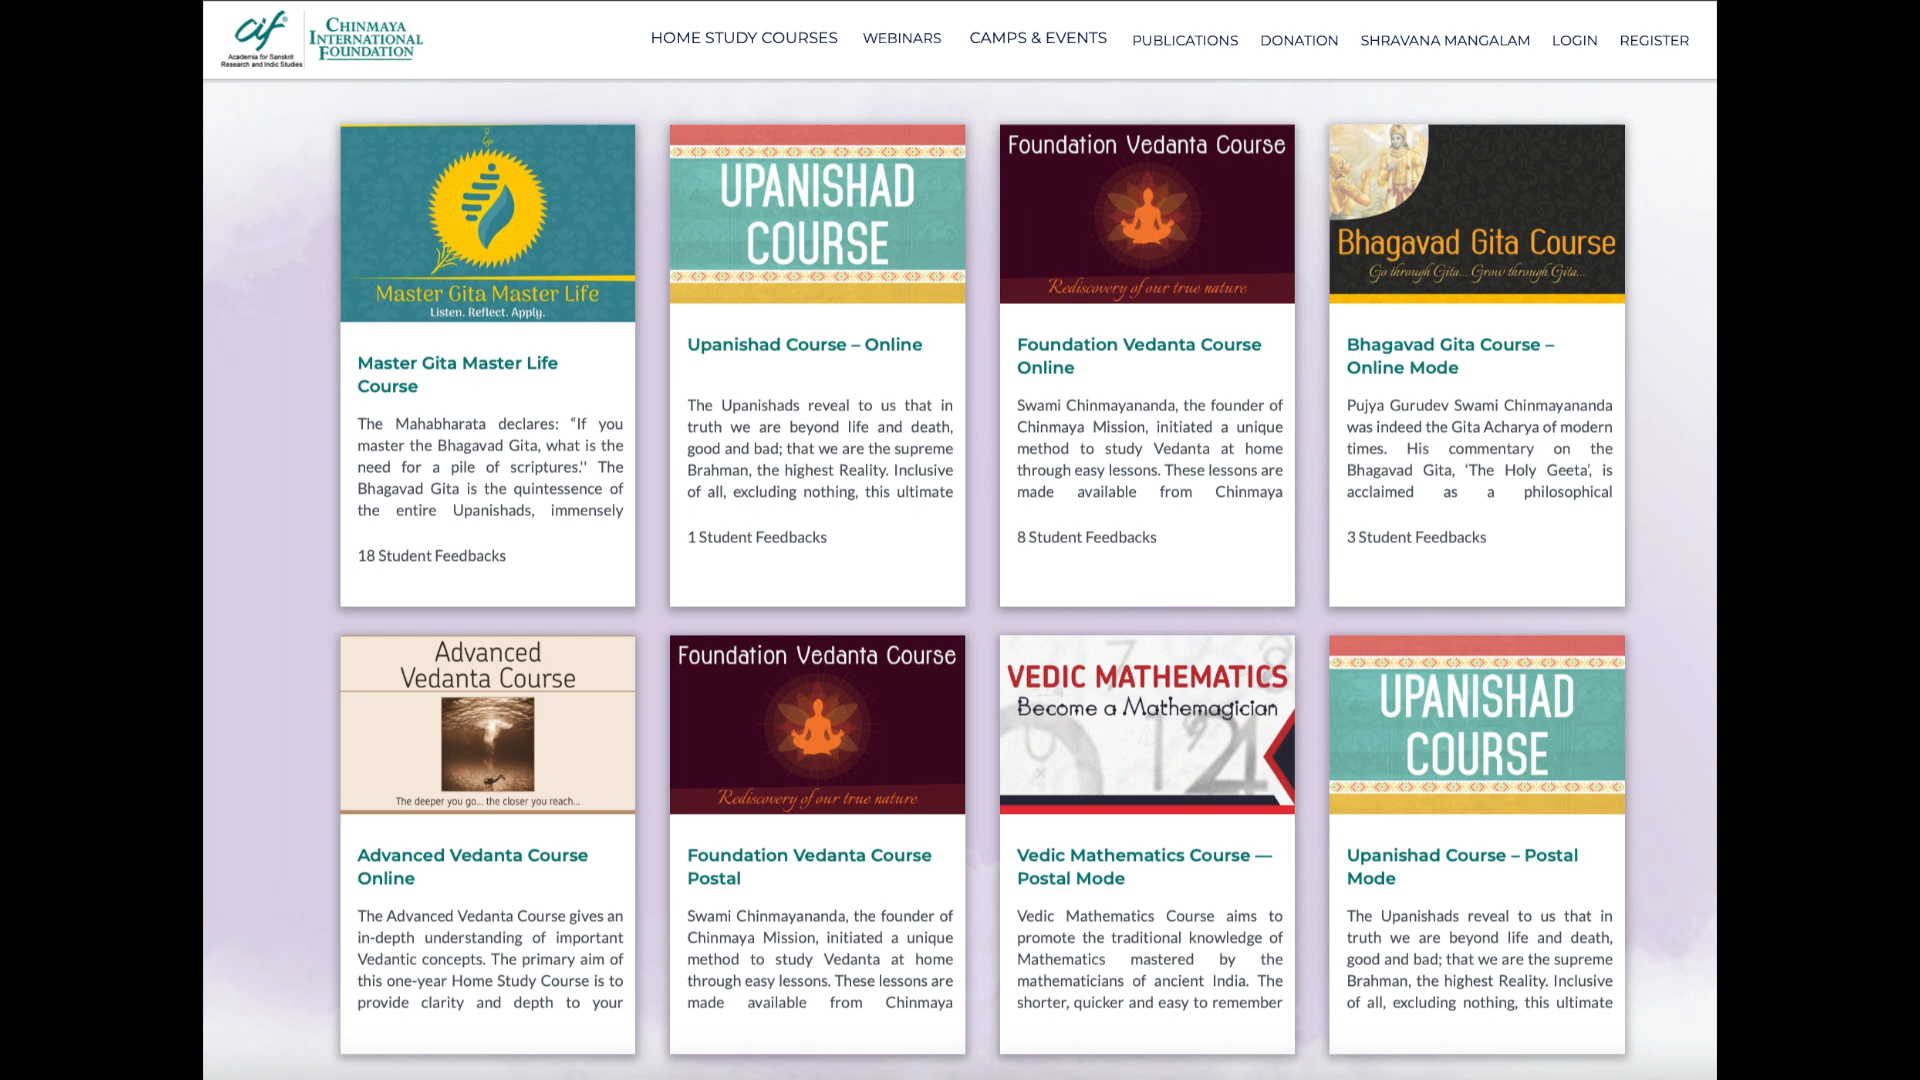 cif
Academia for Sanskrit
Research and Indic Studies
CHINMAYA
INTERNATIONAL
FOUNDATION
HOME STUDY COURSES
WEBINARS
CAMPS & EVENTS
PUBLICATIONS
DONATION
SHRAVANA MANGALAM
LOGIN
REGISTER
Master Gita Master Life
Listen. Reflect. Apply.
Master Gita Master Life
Course
The Mahabharata declares: “If you
master the Bhagavad Gita, what is the
need for a pile of scriptures.'' The
Bhagavad Gita is the quintessence of
the entire Upanishads, immensely
18 Student Feedbacks
UPANISHAD
COURSE
Upanishad Course – Online
The Upanishads reveal to us that in
truth we are beyond life and death,
good and bad; that we are the supreme
Brahman, the highest Reality. Inclusive
of all, excluding nothing, this ultimate
1 Student Feedbacks
Foundation Vedanta Course
Rediscovery of our true nature
Foundation Vedanta Course
Online
Swami Chinmayananda, the founder of
Chinmaya Mission, initiated a unique
method to study Vedanta at home
through easy lessons. These lessons are
made available from Chinmaya
8 Student Feedbacks
Bhagavad Gita Course
Go through Gita... Grow through Gita...
Bhagavad Gita Course –
Online Mode
Pujya Gurudev Swami Chinmayananda
was indeed the Gita Acharya of modern
times. His commentary on the
Bhagavad Gita, ‘The Holy Geeta’, is
acclaimed as a philosophical
3 Student Feedbacks
Advanced
Vedanta Course
The deeper you go... the closer you reach...
Advanced Vedanta Course
Online
The Advanced Vedanta Course gives an
in-depth understanding of important
Vedantic concepts. The primary aim of
this one-year Home Study Course is to
provide clarity and depth to your
Foundation Vedanta Course
Rediscovery of our true nature
Foundation Vedanta Course
Postal
Swami Chinmayananda, the founder of
Chinmaya Mission, initiated a unique
method to study Vedanta at home
through easy lessons. These lessons are
made available from Chinmaya
VEDIC MATHEMATICS
Become a Mathemagician
Vedic Mathematics Course —
Postal Mode
Vedic Mathematics Course aims to
promote the traditional knowledge of
Mathematics mastered by the
mathematicians of ancient India. The
shorter, quicker and easy to remember
UPANISHAD
COURSE
Upanishad Course – Postal
Mode
The Upanishads reveal to us that in
truth we are beyond life and death,
good and bad; that we are the supreme
Brahman, the highest Reality. Inclusive
of all, excluding nothing, this ultimate